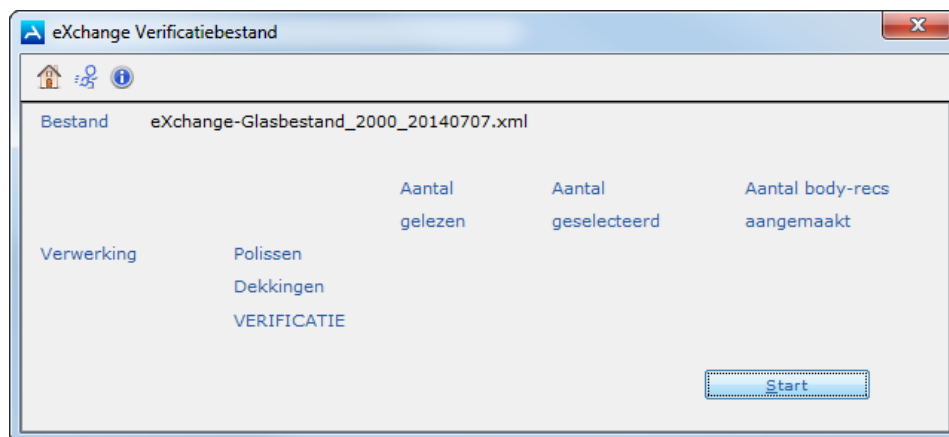 eXchange Verificatiebestand
Bestand eXchange-Glasbestand_2000_20140707.xml
Aantal Aantal Aantal body-recs
gelezen geselecteerd aangemaakt
Verwerking Polissen
Dekkingen
VERIFICATIE
Start